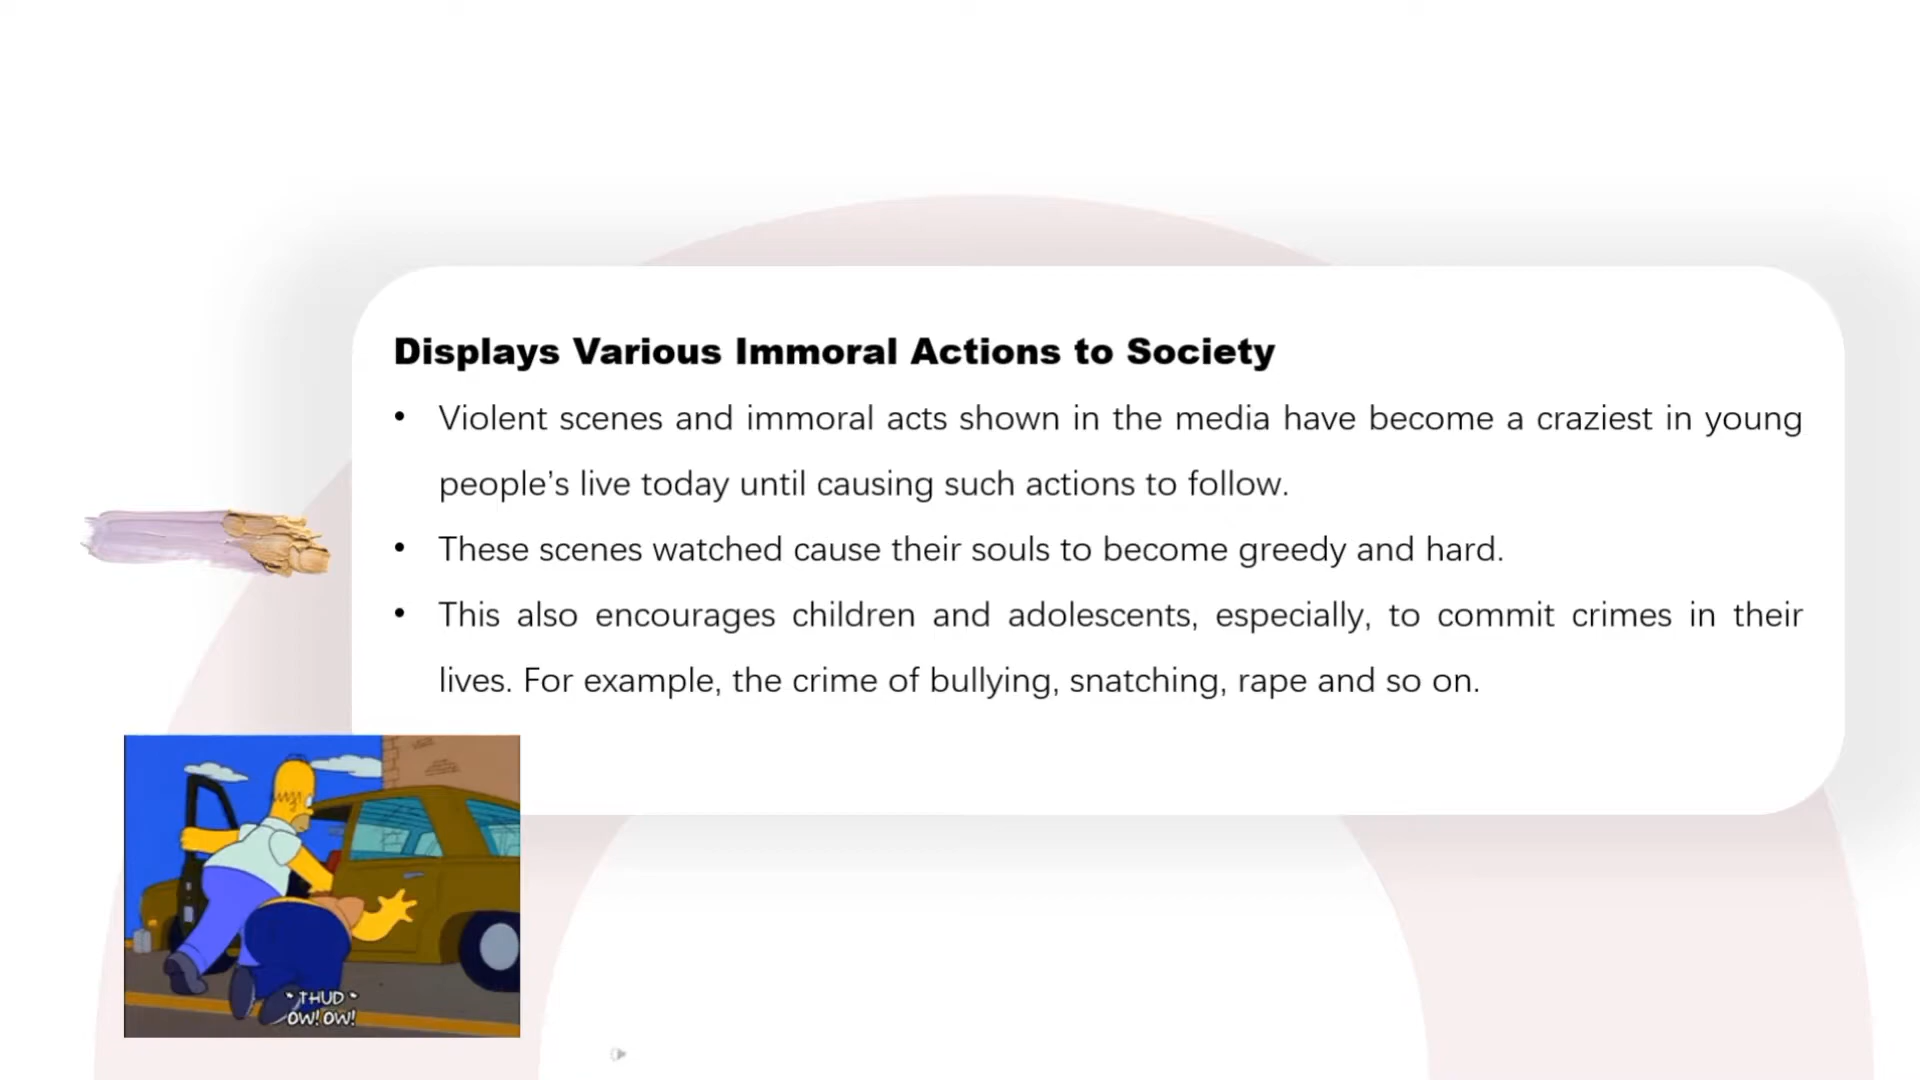 Displays Various Immoral Actions to Society
• Violent scenes and immoral acts shown in the media have become a craziest in young
people’s live today until causing such actions to follow.
• These scenes watched cause their souls to become greedy and hard.
• This also encourages children and adolescents, especially, to commit crimes in their
lives. For example, the crime of bullying, snatching, rape and so on.
*THUD*
OW! OW!